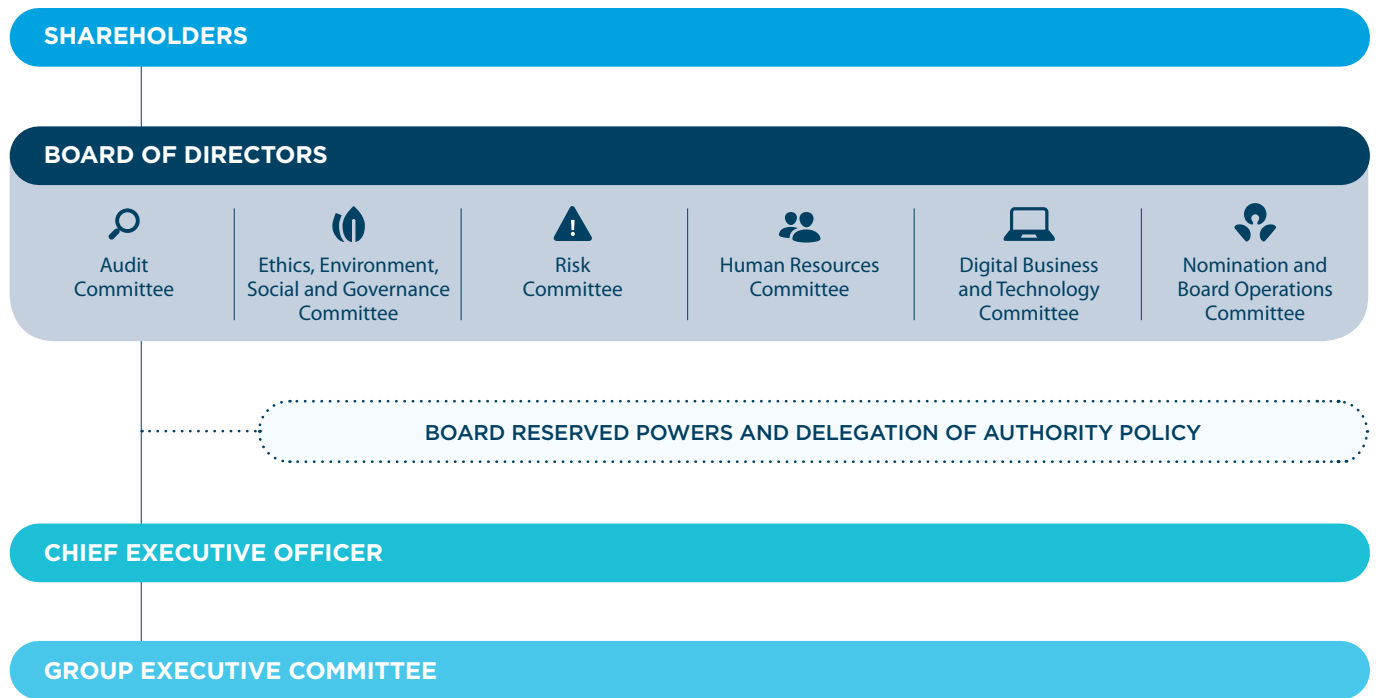 SHAREHOLDERS
BOARD OF DIRECTORS
Audit
Committee
Ethics, Environment,
Social and Governance
Committee
Risk
Committee
Human Resources
Committee
Digital Business
and Technology
Committee
Nomination and
Board Operations
Committee
BOARD RESERVED POWERS AND DELEGATION OF AUTHORITY POLICY
CHIEF EXECUTIVE OFFICER
GROUP EXECUTIVE COMMITTEE